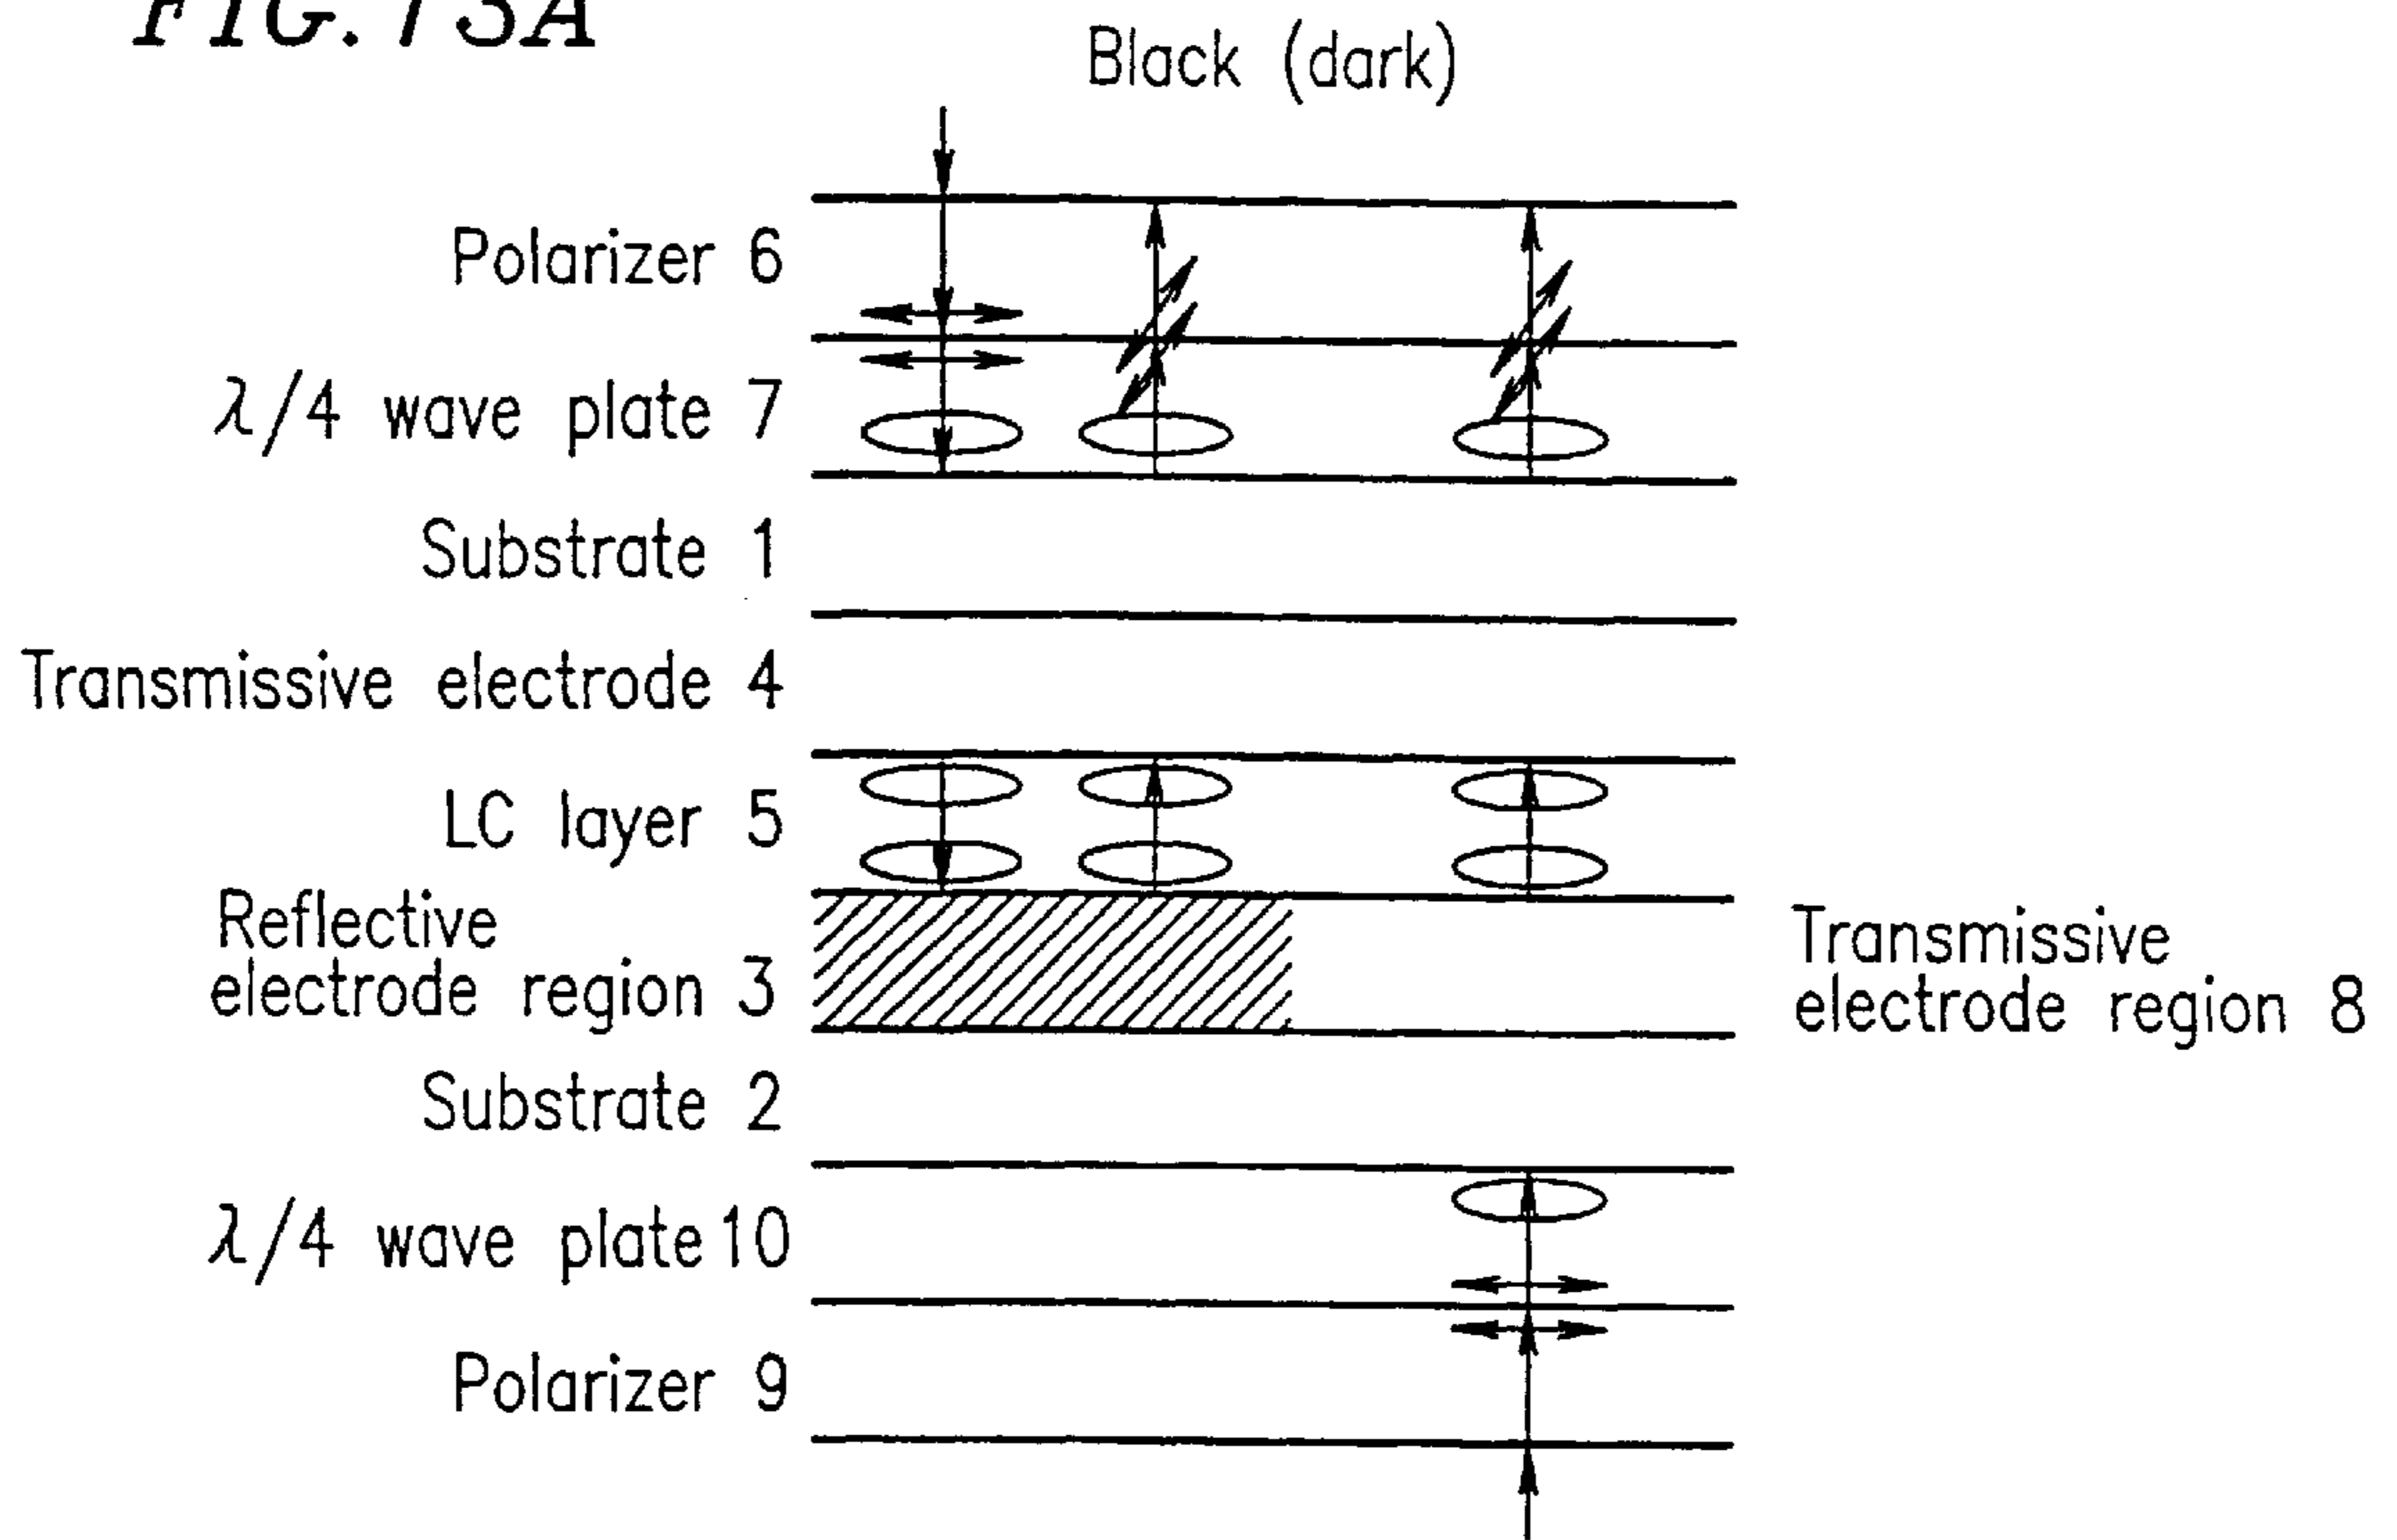 FIG. 73A
Black (dark)
Polarizer 6
λ/4 wave plate 7
Substrate 1
Transmissive electrode 4
LC layer 5
Reflective
electrode region 3
Transmissive
electrode region 8
Substrate 2
λ/4 wave plate 10
Polarizer 9